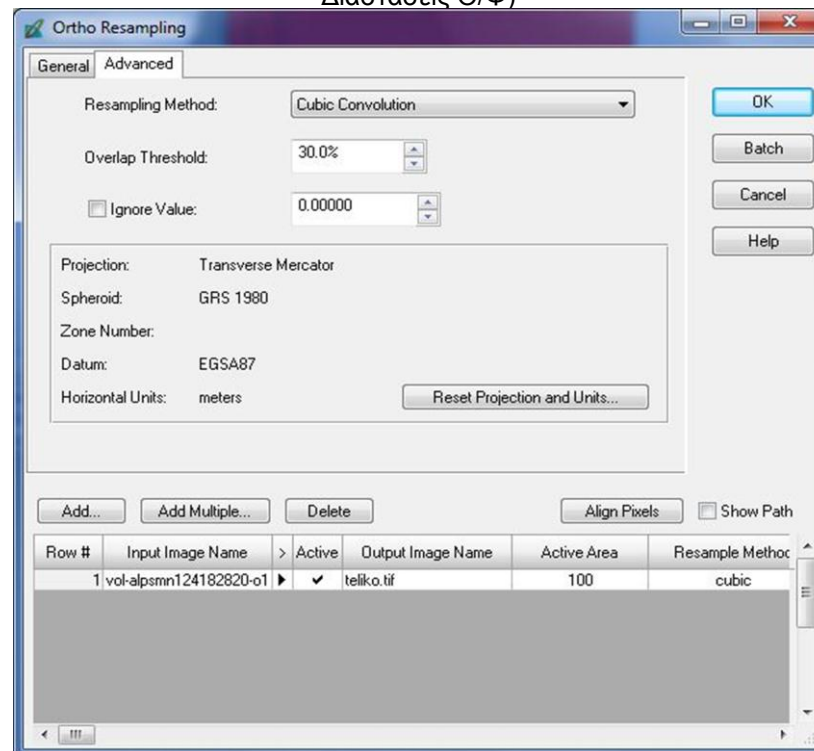 Διαστάσεις Ο/Φ)
Ortho Resampling
General Advanced
Resampling Method: Cubic Convolution
OK
Overlap Threshold: 30.0%
Batch
Ignore Value: 0.00000
Cancel
Help
Projection: Transverse Mercator
Spheroid: GRS 1980
Zone Number:
Datum: EGSA87
Horizontal Units: meters Reset Projection and Units...
Add... Add Multiple... Delete Align Pixels Show Path
Row # Input Image Name > Active Output Image Name Active Area Resample Method
1 vol-alpsmn124182820-o1 teliko.tif 100 cubic